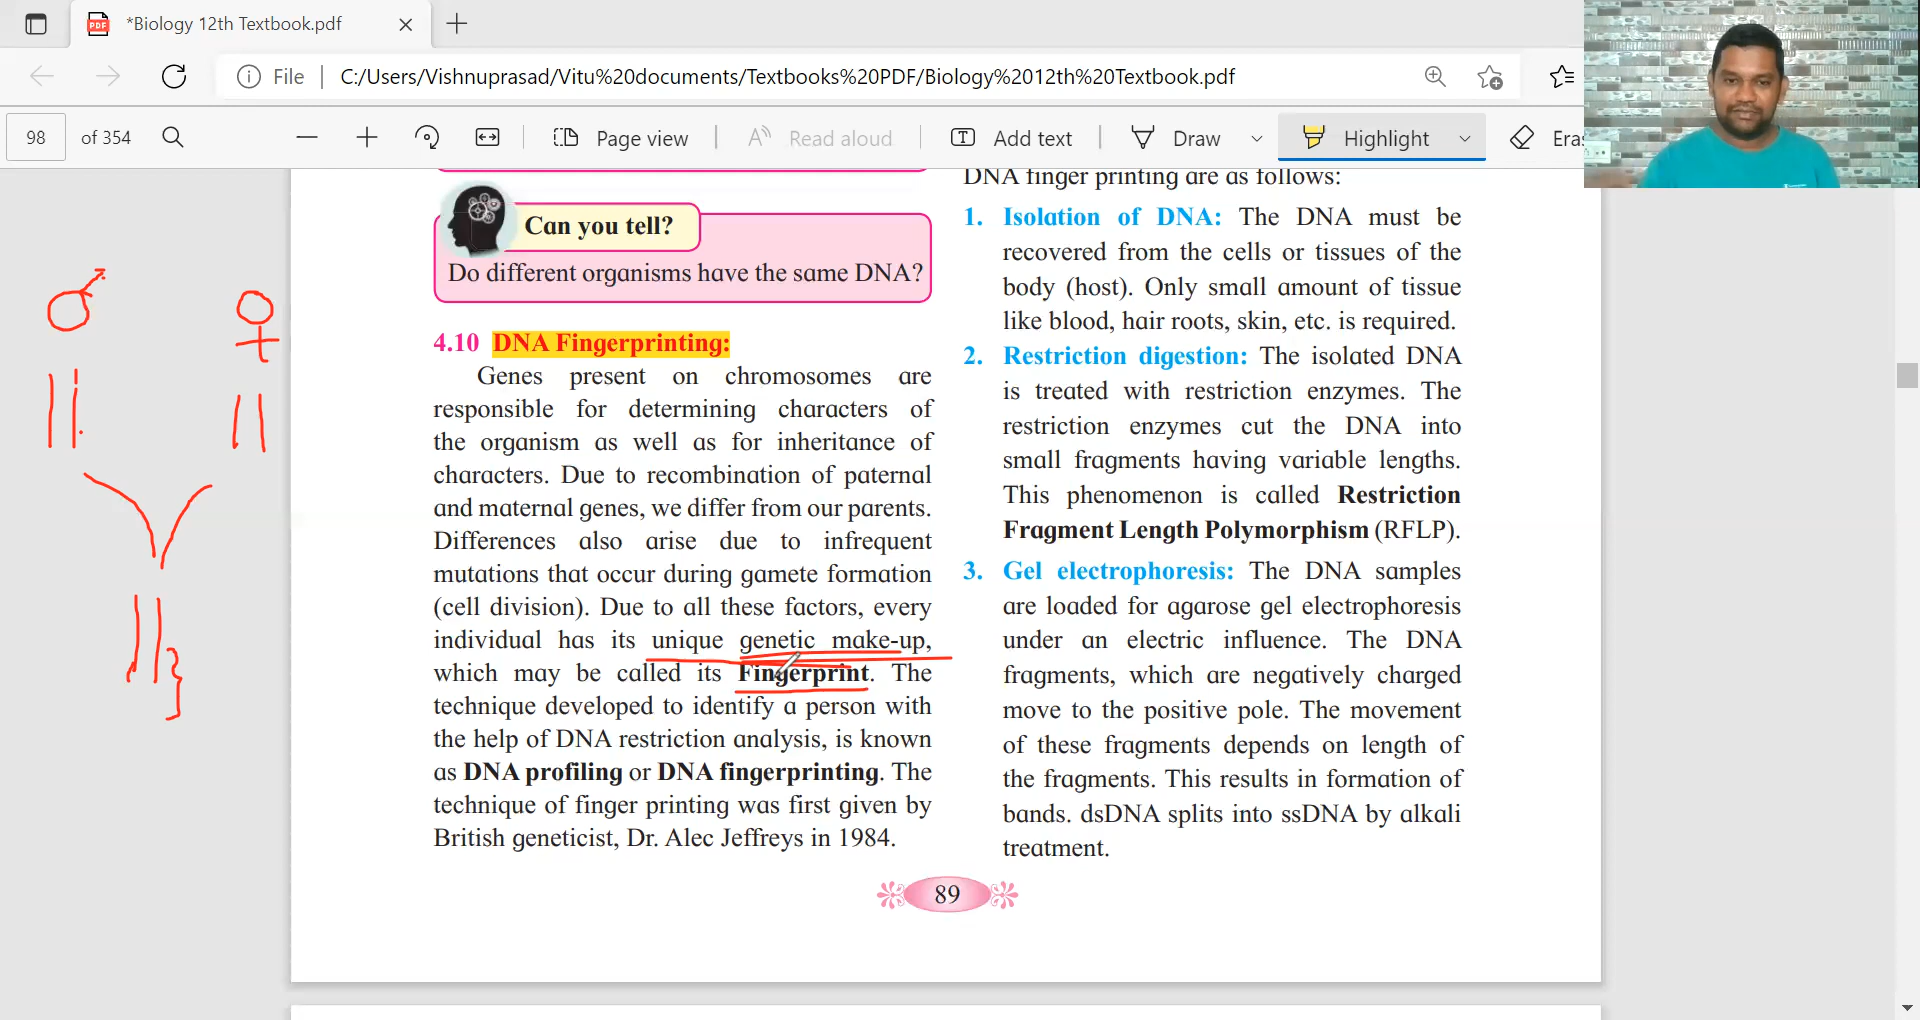 *Biology 12th Textbook.pdf
File
C:/Users/Vishnuprasad/Vitu%20documents/Textbooks%20PDF/Biology%2012th%20Textbook.pdf
98 of 354
Page view
Read aloud
Add text
Draw
Highlight
Eras
Can you tell?
Do different organisms have the same DNA?
4.10 DNA Fingerprinting:
Genes present on chromosomes are
responsible for determining characters of
the organism as well as for inheritance of
characters. Due to recombination of paternal
and maternal genes, we differ from our parents.
Differences also arise due to infrequent
mutations that occur during gamete formation
(cell division). Due to all these factors, every
individual has its unique genetic make-up,
which may be called its Fingerprint. The
technique developed to identify a person with
the help of DNA restriction analysis, is known
as DNA profiling or DNA fingerprinting. The
technique of finger printing was first given by
British geneticist, Dr. Alec Jeffreys in 1984.
DNA finger printing are as follows:
1. Isolation of DNA: The DNA must be
recovered from the cells or tissues of the
body (host). Only small amount of tissue
like blood, hair roots, skin, etc. is required.
2. Restriction digestion: The isolated DNA
is treated with restriction enzymes. The
restriction enzymes cut the DNA into
small fragments having variable lengths.
This phenomenon is called Restriction
Fragment Length Polymorphism (RFLP).
3. Gel electrophoresis: The DNA samples
are loaded for agarose gel electrophoresis
under an electric influence. The DNA
fragments, which are negatively charged
move to the positive pole. The movement
of these fragments depends on length of
the fragments. This results in formation of
bands. dsDNA splits into ssDNA by alkali
treatment.
89